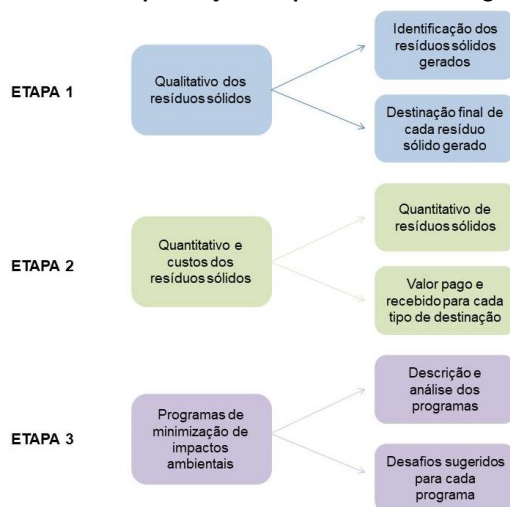 Identificação dos
resíduos sólidos
gerados
ETAPA 1
Qualitativo dos
resíduos sólidos
Destinação final de
cada resíduo
sólido gerado
Quantitativo de
resíduos sólidos
ETAPA 2
Quantitativo e
custos dos
resíduos sólidos
Valor pago e
recebido para cada
tipo de destinação
Descrição e
análise dos
programas
ETAPA 3
Programas de
minimização de
impactos
ambientais
Desafios sugeridos
para cada
programa